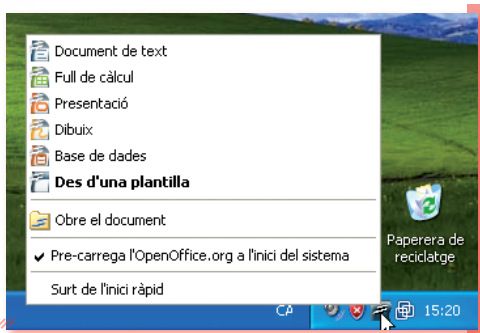 Document de text
Full de càlcul
Presentació
Dibuix
Base de dades
Des d'una plantilla
Obre el document
Pre-carrega l'OpenOffice.org a l'inici del sistema
Surt de l'inici ràpid
Paperera de
reciclatge
CA
15:20